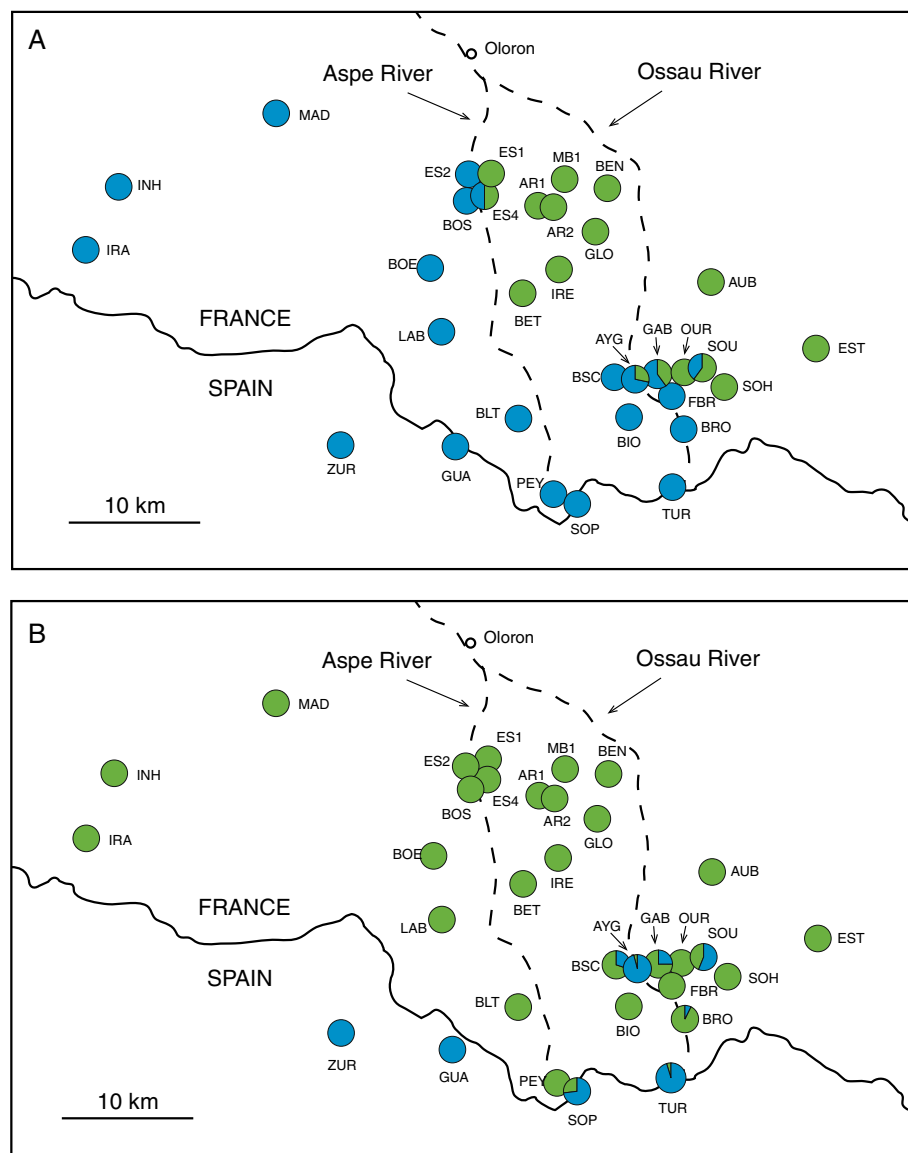 A
Oloron
Aspe River
Ossau River
MAD
ES1
MB1
ES2
AR1
BEN
INH
BOS
ES4
AR2
GLO
IRA
BOE
IRE
AUB
BET
FRANCE
LAB
GAB
OUR
AYG
SOU
EST
SPAIN
BSC
SOH
FBR
BLT
BIO
BRO
ZUR
GUA
PEY
10 km
SOP
TUR
B
Oloron
Aspe River
Ossau River
MAD
ES1
MB1
ES2
AR1
BEN
INH
BOS
ES4
AR2
GLO
IRA
BOE
IRE
AUB
BET
FRANCE
LAB
GAB
OUR
AYG
SOU
EST
SPAIN
BSC
SOH
FBR
BLT
BIO
BRO
ZUR
GUA
PEY
10 km
SOP
TUR